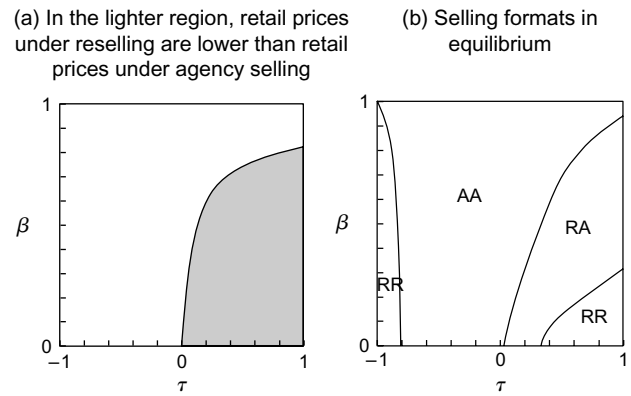 (a) In the lighter region, retail prices
under reselling are lower than retail
prices under agency selling
1
β
0
−1
0
1
τ
(b) Selling formats in
equilibrium
1
β
AA
RA
RR
RR
0
−1
0
1
τ